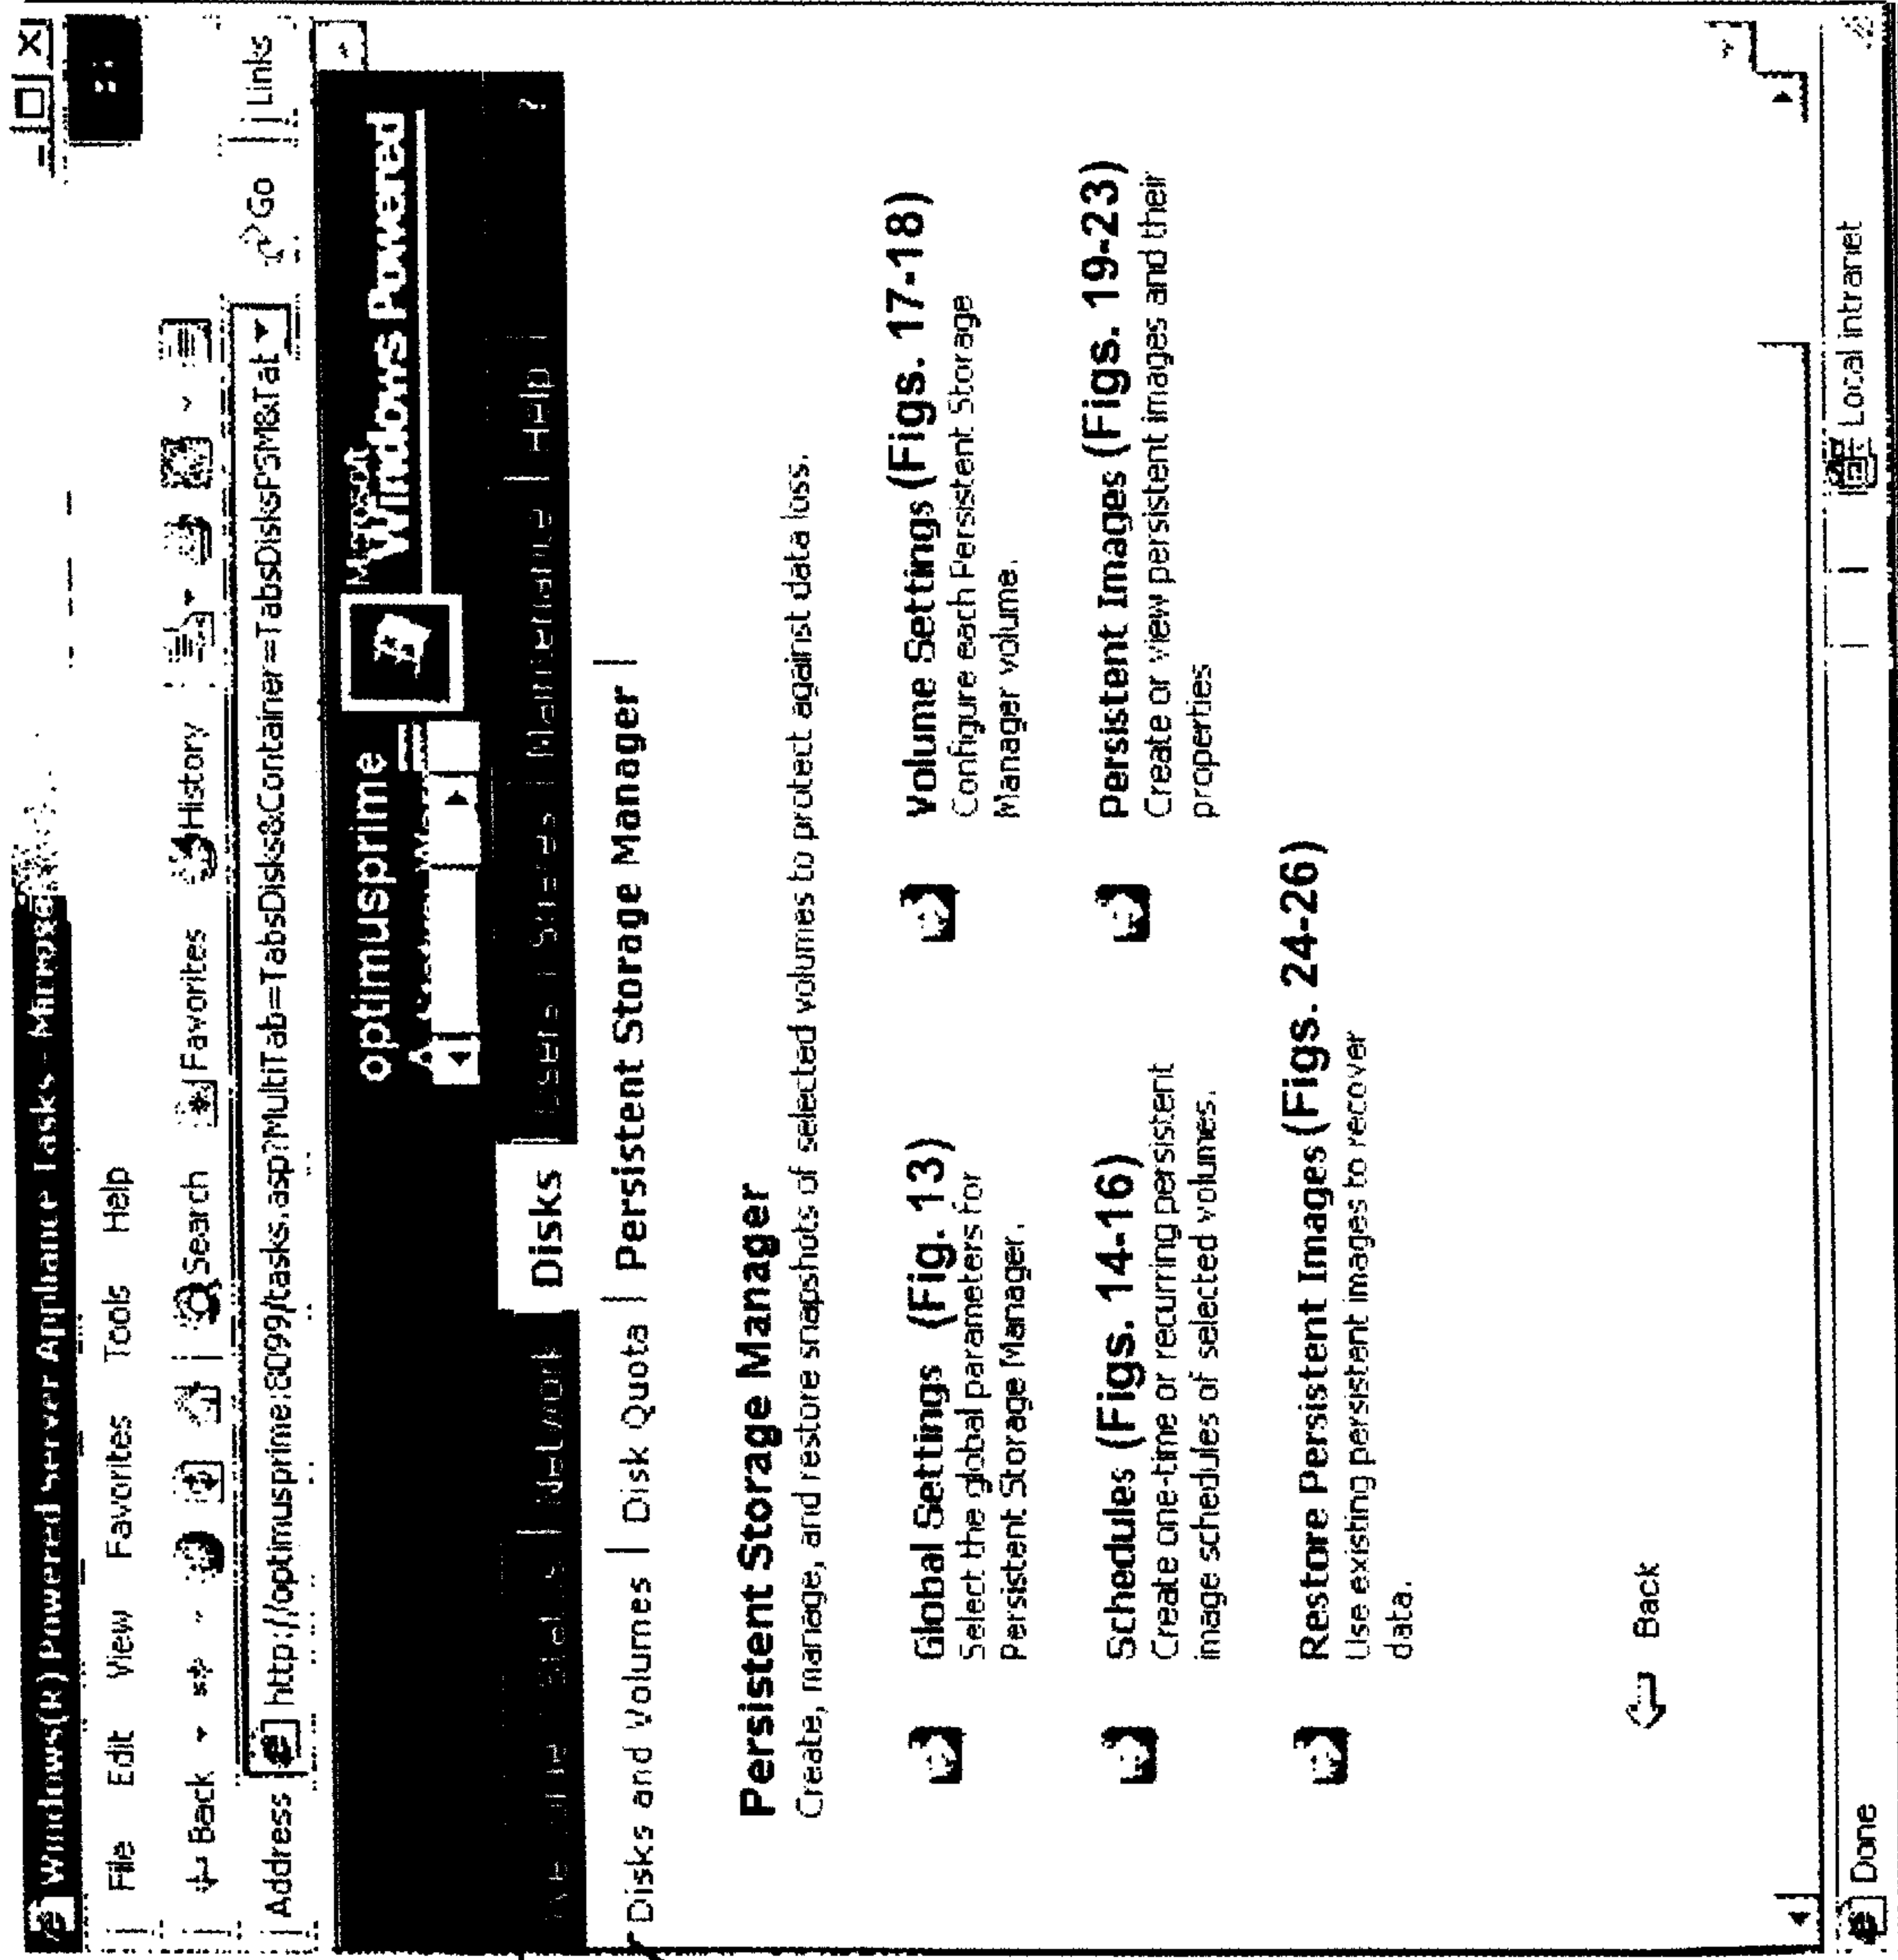 Windows(R) Powered Server Appliance Tasks - Microsoft
File Edit View Favorites Tools Help
Back Search Favorites History
Address http://optimusprime:8099/tasks.asp?MultiTab=TabsDisks&Container=TabsDisksPSM&Tat Go Links
optimusprime
Microsoft
Windows Powered
Status | Network | Disks | Users | Shares | Maintenance | Help | ?
Disks and Volumes | Disk Quota | Persistent Storage Manager |
Persistent Storage Manager
Create, manage, and restore snapshots of selected volumes to protect against data loss.
Global Settings (Fig. 13)
Select the global parameters for
Persistent Storage Manager.
Volume Settings (Figs. 17-18)
Configure each Persistent Storage
Manager volume.
Schedules (Figs. 14-16)
Create one-time or recurring persistent
image schedules of selected volumes.
Persistent Images (Figs. 19-23)
Create or view persistent images and their
properties
Restore Persistent Images (Figs. 24-26)
Use existing persistent images to recover
data.
Back
Done Local intranet